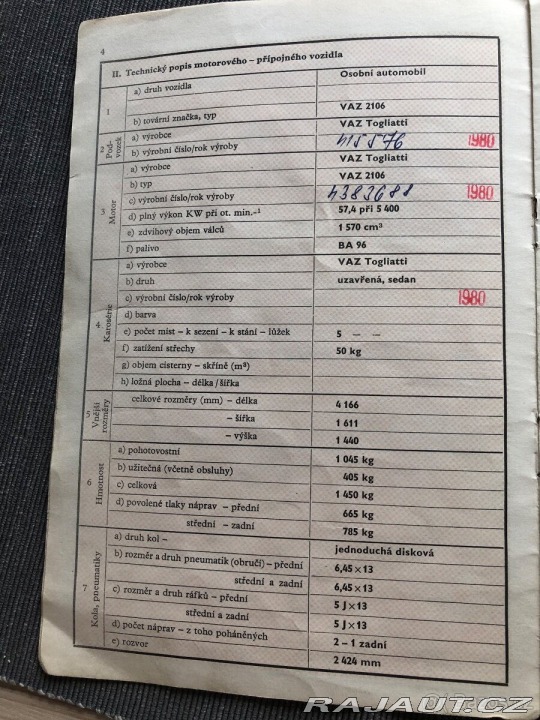 4
II. Technický popis motorového – přípojného vozidla
1 a) druh vozidla Osobní automobil
b) tovární značka, typ VAZ 2106
2 Podvozek a) výrobce VAZ Togliatti
b) výrobní číslo/rok výroby 415576 1980
3 Motor a) výrobce VAZ Togliatti
b) typ VAZ 2106
c) výrobní číslo/rok výroby 4383688 1980
d) plný výkon KW při ot. min.-¹ 57,4 při 5 400
e) zdvihový objem válců 1 570 cm³
f) palivo BA 96
4 Karosérie a) výrobce VAZ Togliatti
b) druh uzavřená, sedan
c) výrobní číslo/rok výroby 1980
d) barva
e) počet míst – k sezení – k stání – lůžek 5 – –
f) zatížení střechy 50 kg
g) objem cisterny – skříně (m³)
h) ložná plocha – délka/šířka
5 Vnější rozměry celkové rozměry (mm) – délka 4 166
– šířka 1 611
– výška 1 440
6 Hmotnost a) pohotovostní 1 045 kg
b) užitečná (včetně obsluhy) 405 kg
c) celková 1 450 kg
d) povolené tlaky náprav – přední 665 kg
střední – zadní 785 kg
7 Kola, pneumatiky a) druh kol – jednoduchá disková
b) rozměr a druh pneumatik (obručí) – přední 6,45×13
střední a zadní 6,45×13
c) rozměr a druh ráfků – přední 5 J×13
střední a zadní 5 J×13
d) počet náprav – z toho poháněných 2 – 1 zadní
e) rozvor 2 424 mm
RAJAUT.CZ